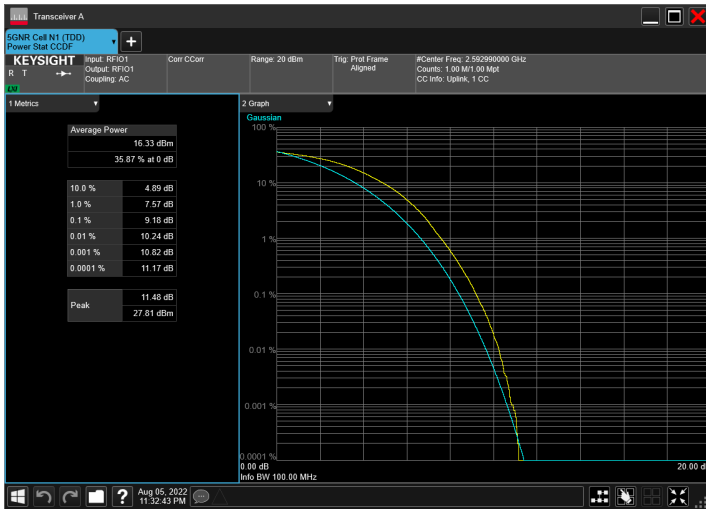 Transceiver A
5GNR Cell N1 (TDD)
Power Stat CCDF
KEYSIGHT
R T
LXI
Input: RFIO1
Output: RFIO1
Coupling: AC
Corr CCorr
Range: 20 dBm
Trig: Prot Frame
Aligned
#Center Freq: 2.592990000 GHz
Counts: 1.00 M/1.00 Mpt
CC Info: Uplink, 1 CC
1 Metrics
Average Power
16.33 dBm
35.87 % at 0 dB
10.0 % 4.89 dB
1.0 % 7.57 dB
0.1 % 9.18 dB
0.01 % 10.24 dB
0.001 % 10.82 dB
0.0001 % 11.17 dB
Peak
11.48 dB
27.81 dBm
2 Graph
Gaussian
100 %
10 %
1 %
0.1 %
0.01 %
0.001 %
0.0001 %
0.00 dB
20.00 d
Info BW 100.00 MHz
?
Aug 05, 2022
11:32:43 PM